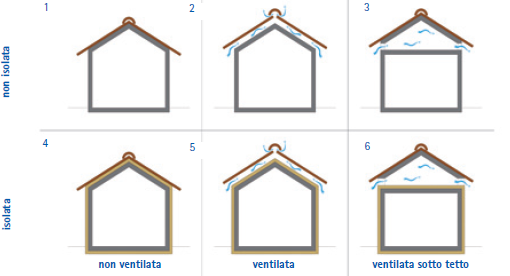 1
2
3
non isolata
4
5
6
isolata
non ventilata
ventilata
ventilata sotto tetto